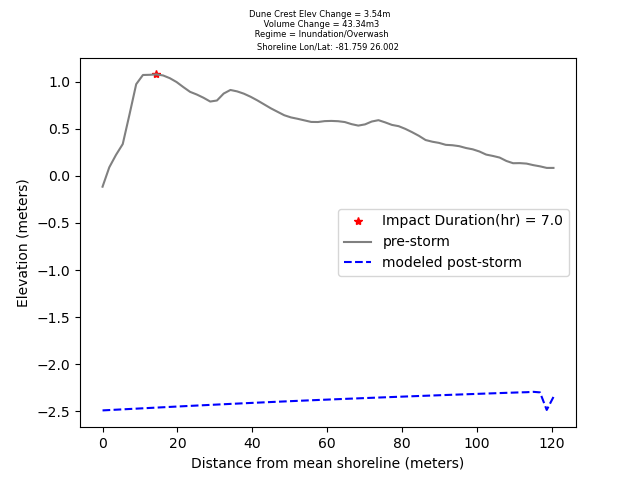 Dune Crest Elev Change = 3.54m
Volume Change = 43.34m3
Regime = Inundation/Overwash
Shoreline Lon/Lat: -81.759 26.002
1.0
0.5
0.0
−0.5
−1.0
−1.5
−2.0
−2.5
Elevation (meters)
Impact Duration(hr) = 7.0
pre-storm
modeled post-storm
0 20 40 60 80 100 120
Distance from mean shoreline (meters)